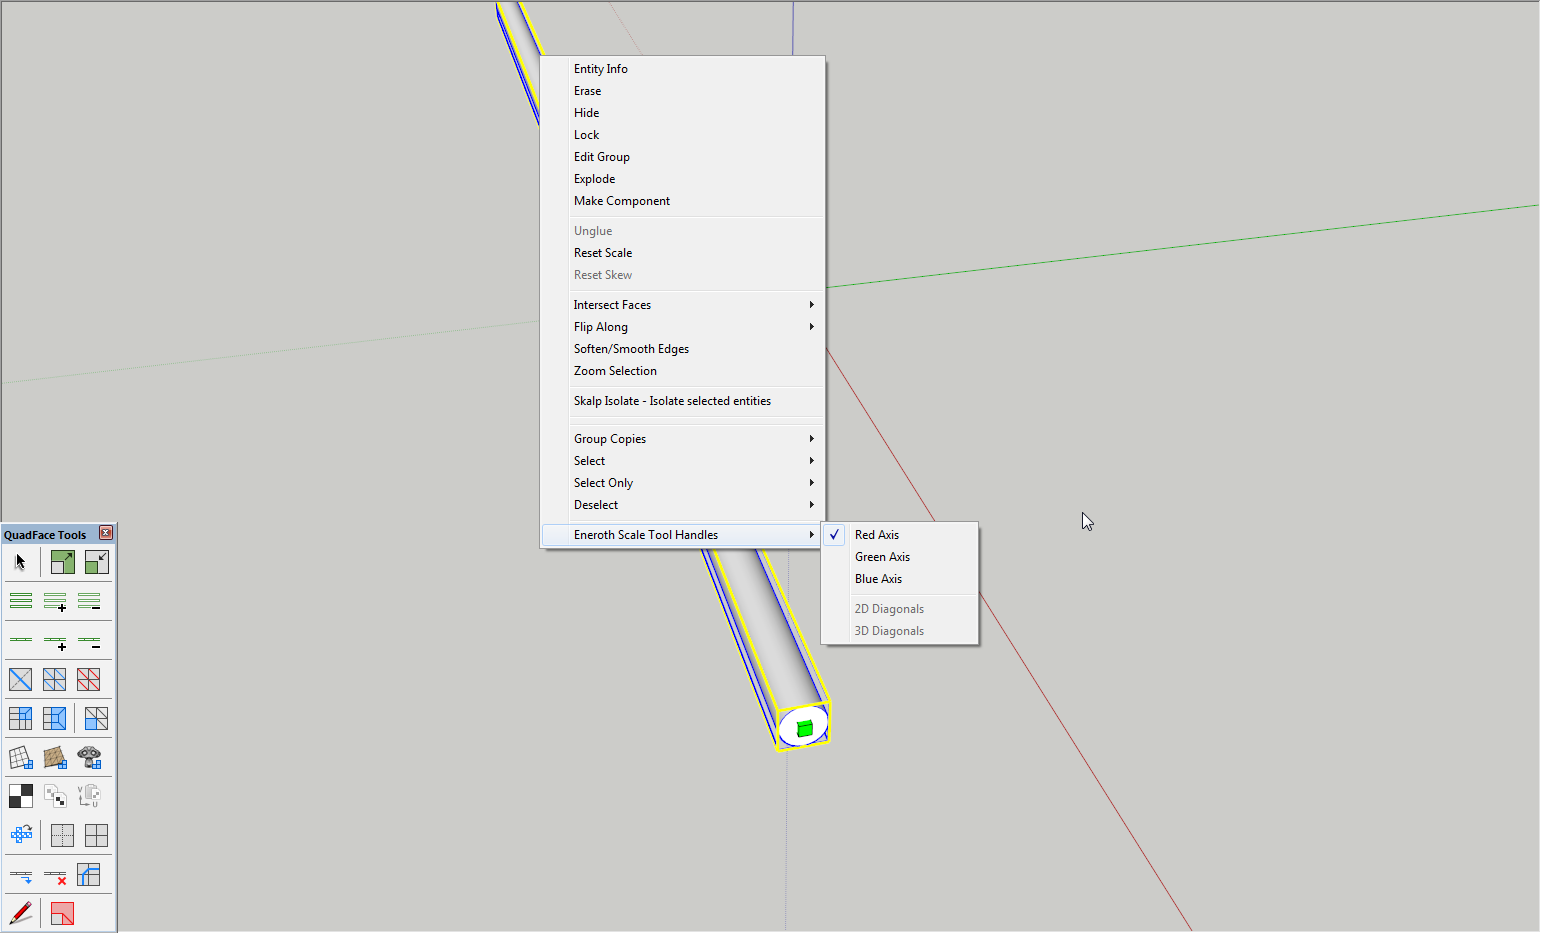 Entity Info
Erase
Hide
Lock
Edit Group
Explode
Make Component
Unglue
Reset Scale
Reset Skew
Intersect Faces
Flip Along
Soften/Smooth Edges
Zoom Selection
Skalp Isolate - Isolate selected entities
Group Copies
Select
Select Only
Deselect
Eneroth Scale Tool Handles
Red Axis
Green Axis
Blue Axis
2D Diagonals
3D Diagonals
QuadFace Tools
V
U